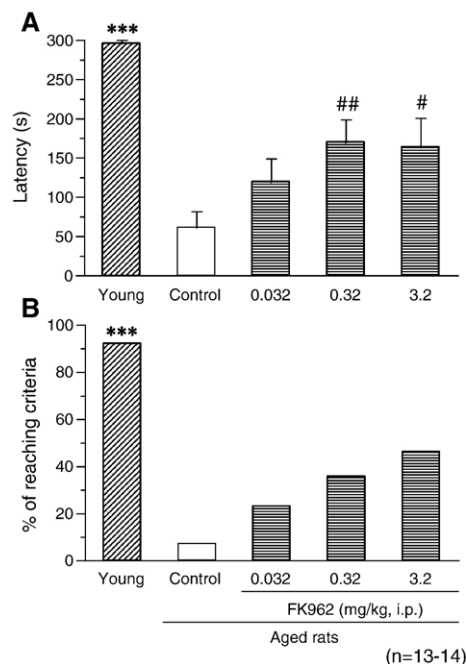 A
***
##
#
300
250
200
150
100
50
0
Latency (s)
Young Control 0.032 0.32 3.2
B
***
100
80
60
40
20
0
% of reaching criteria
Young Control 0.032 0.32 3.2
FK962 (mg/kg, i.p.)
Aged rats
(n=13-14)